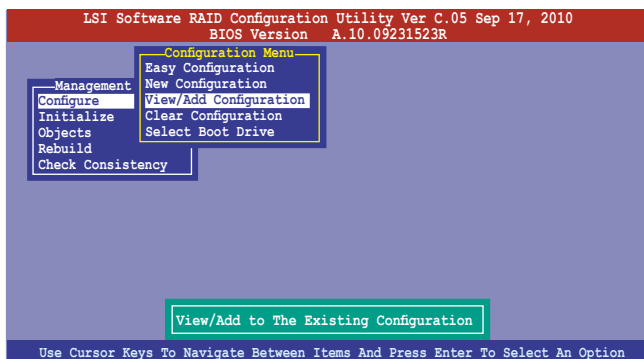 LSI Software RAID Configuration Utility Ver C.05 Sep 17, 2010
BIOS Version A.10.09231523R
Configuration Menu
Easy Configuration
New Configuration
View/Add Configuration
Clear Configuration
Select Boot Drive
Management
Configure
Initialize
Objects
Rebuild
Check Consistency
View/Add to The Existing Configuration
Use Cursor Keys To Navigate Between Items And Press Enter To Select An Option